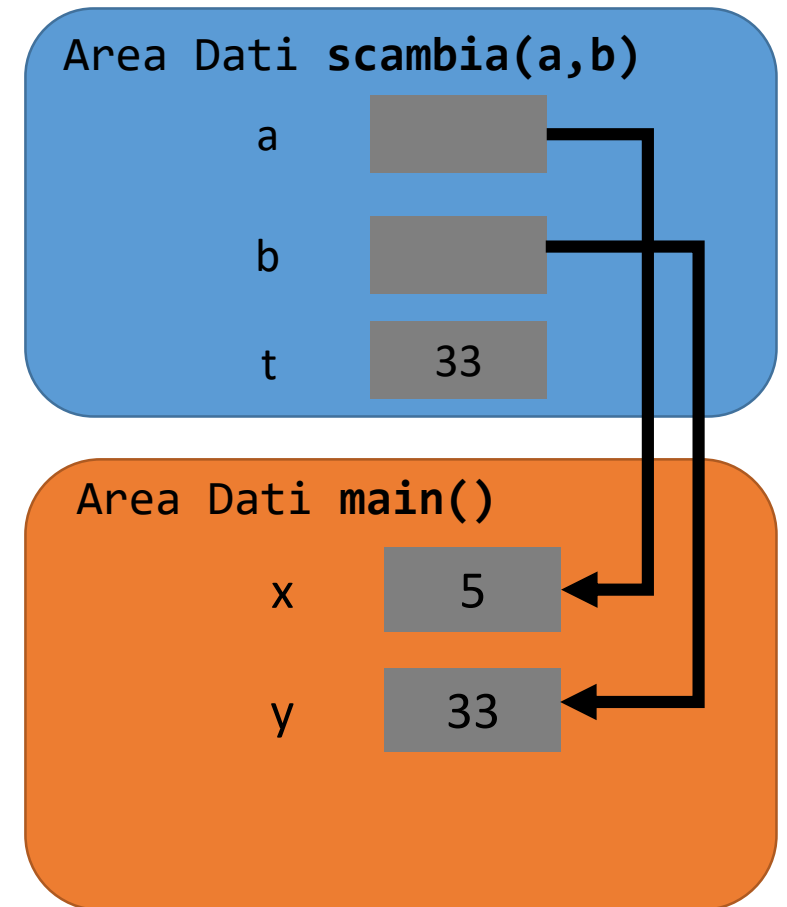 Area Dati scambia(a,b)
a
b
t 33
Area Dati main()
x 5
y 33